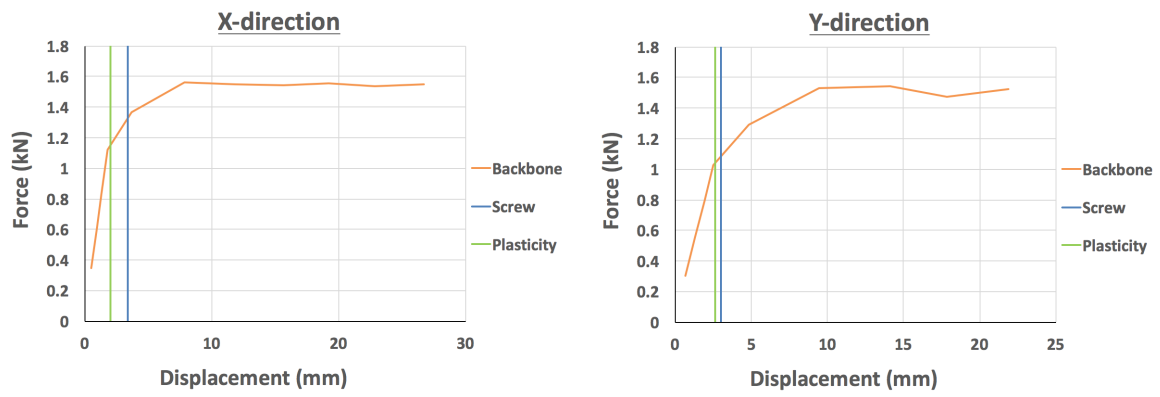 X-direction
1.8
1.6
1.4
1.2
1
0.8
0.6
0.4
0.2
0
0 10 20 30
Force (kN)
Displacement (mm)
Backbone
Screw
Plasticity
Y-direction
1.8
1.6
1.4
1.2
1
0.8
0.6
0.4
0.2
0
0 5 10 15 20 25
Force (kN)
Displacement (mm)
Backbone
Screw
Plasticity